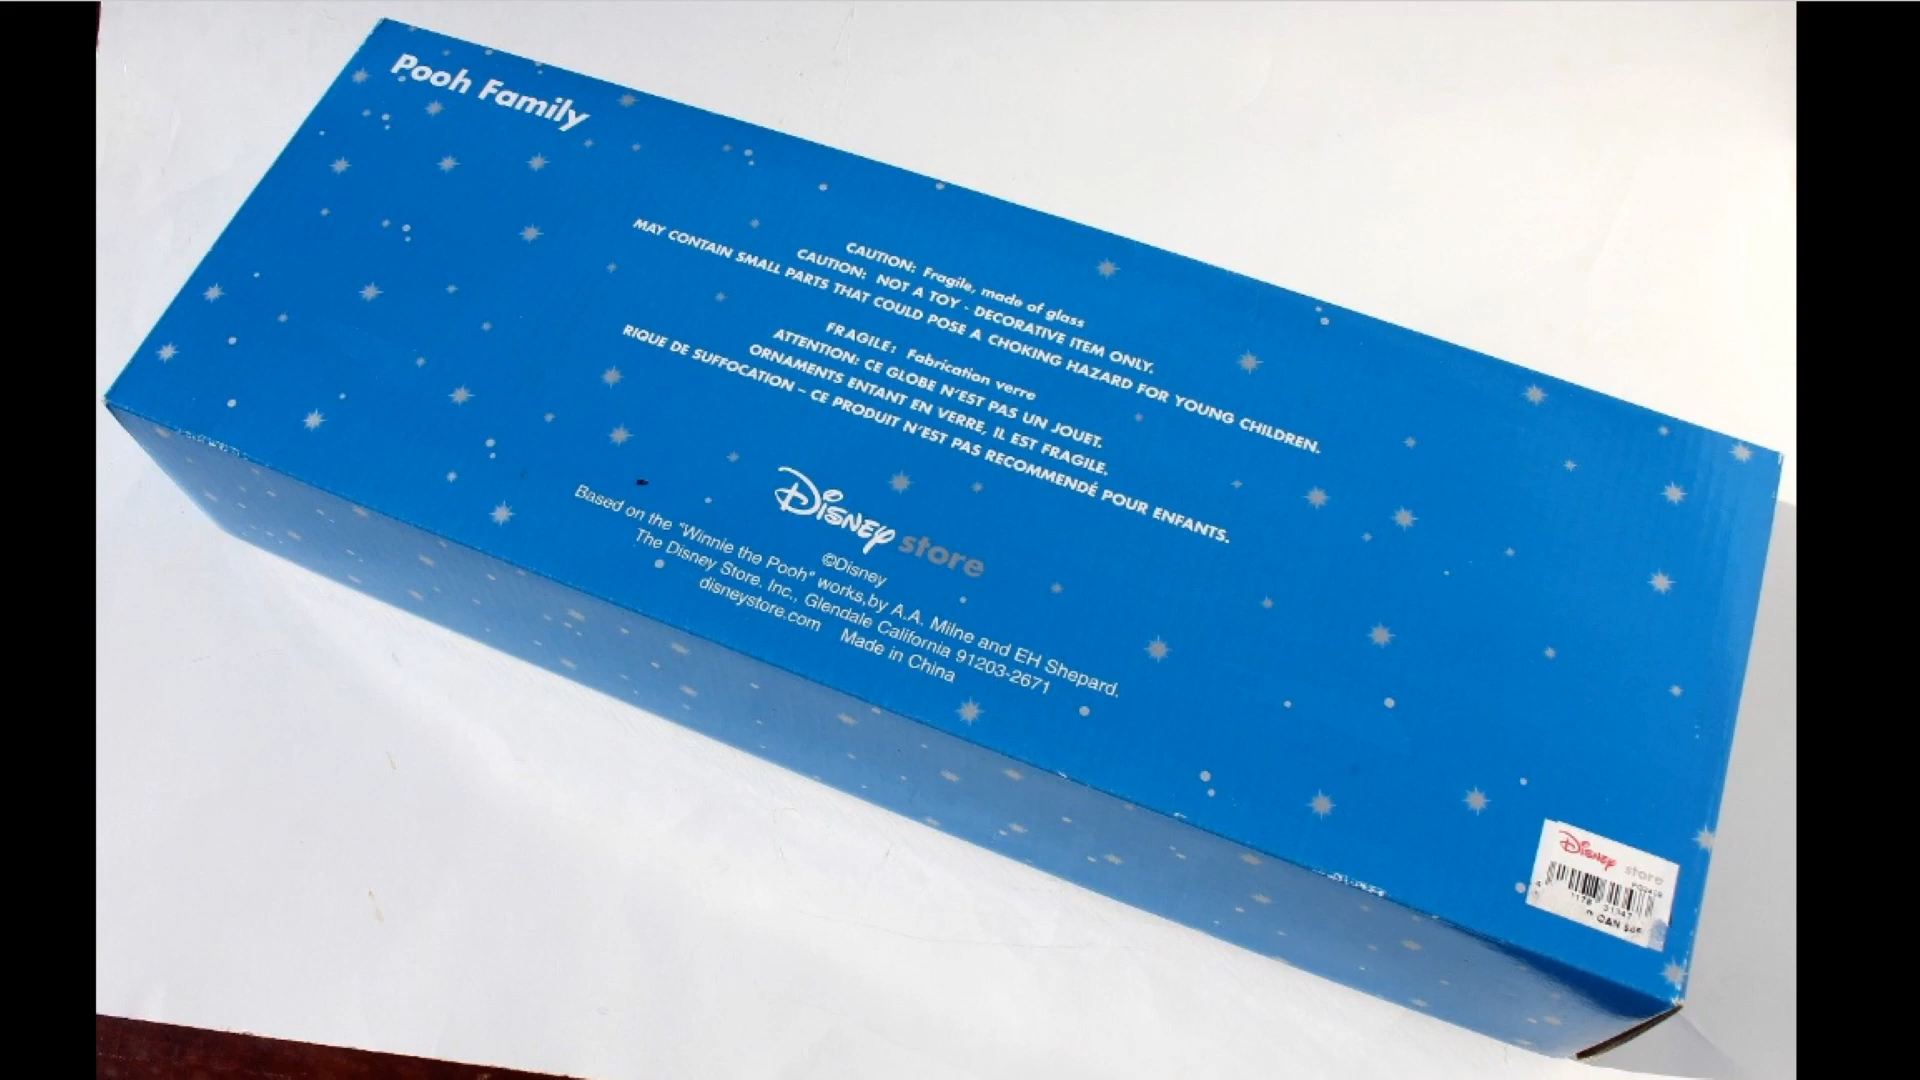 Pooh Family
CAUTION: Fragile, made of glass
CAUTION: NOT A TOY - DECORATIVE ITEM ONLY.
MAY CONTAIN SMALL PARTS THAT COULD POSE A CHOKING HAZARD FOR YOUNG CHILDREN.
FRAGILE: Fabrication verre
ATTENTION: CE GLOBE N'EST PAS UN JOUET.
ORNAMENTS ENTANT EN VERRE, IL EST FRAGILE.
RIQUE DE SUFFOCATION – CE PRODUIT N'EST PAS RECOMMENDÉ POUR ENFANTS.
Disney store
©Disney
Based on the "Winnie the Pooh" works,by A.A. Milne and EH Shepard.
The Disney Store. Inc., Glendale California 91203-2671
disneystore.com Made in China
Disney store
CAN